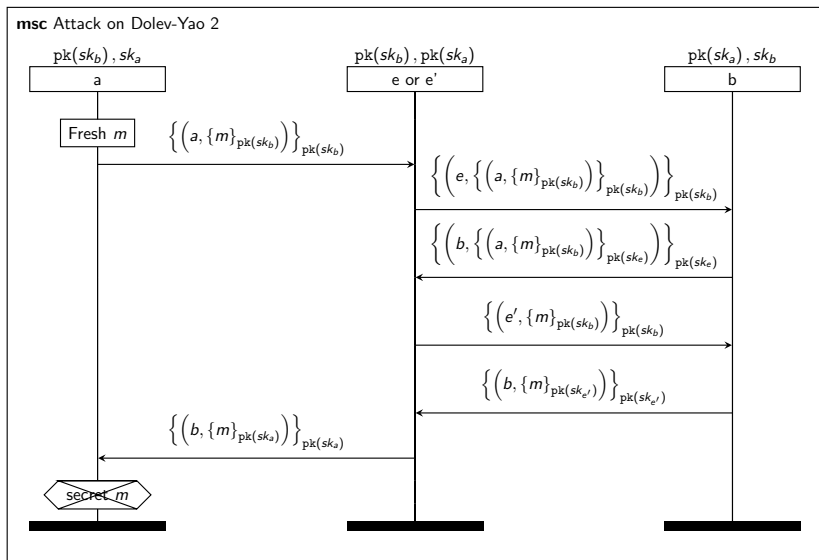 msc Attack on Dolev-Yao 2
pk(sk_b), sk_a
pk(sk_b), pk(sk_a)
pk(sk_a), sk_b
a
e or e'
b
Fresh m
{(a, {m}_pk(sk_b))}_pk(sk_b)
{(e, {(a, {m}_pk(sk_b))}_pk(sk_b))}_pk(sk_b)
{(b, {(a, {m}_pk(sk_b))}_pk(sk_e))}_pk(sk_e)
{(e', {m}_pk(sk_b))}_pk(sk_b)
{(b, {m}_pk(sk_e'))}_pk(sk_e')
{(b, {m}_pk(sk_a))}_pk(sk_a)
secret m